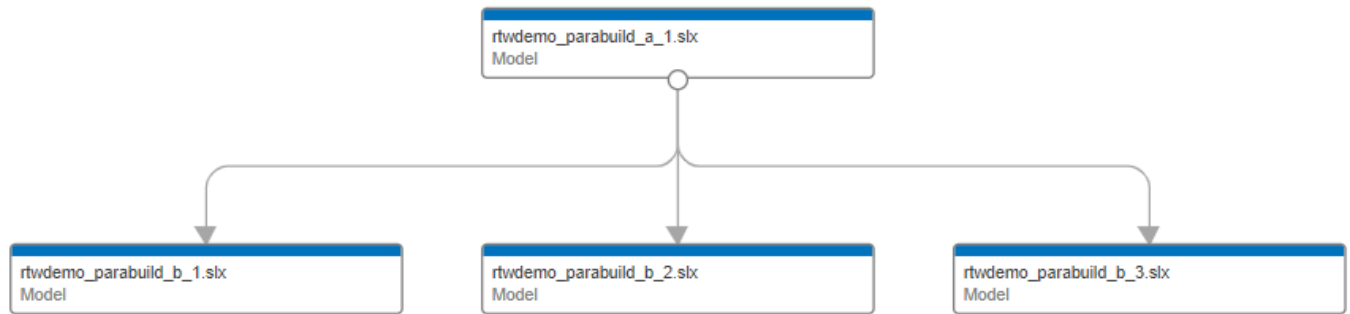 rtwdemo_parabuild_a_1.slx
Model
rtwdemo_parabuild_b_1.slx
Model
rtwdemo_parabuild_b_2.slx
Model
rtwdemo_parabuild_b_3.slx
Model